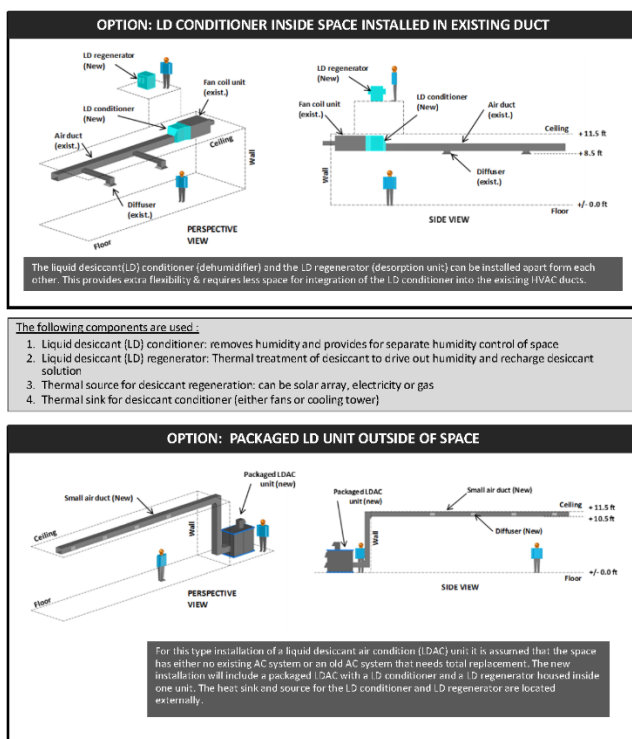 OPTION: LD CONDITIONER INSIDE SPACE INSTALLED IN EXISTING DUCT
LD regenerator
(New)
Fan coil unit
(exist.)
LD conditioner
(New)
Air duct
(exist.)
Ceiling
Wall
Diffuser
(exist.)
Floor
PERSPECTIVE
VIEW
LD regenerator
(New)
Fan coil unit
(exist.)
LD conditioner
(New)
Air duct
(exist.)
Ceiling
+ 11.5 ft
+ 8.5 ft
Wall
Diffuser
(exist.)
+/- 0.0 ft
Floor
SIDE VIEW
The liquid desiccant(LD) conditioner (dehumidifier) and the LD regenerator (desorption unit) can be installed apart form each
other. This provides extra flexibility & requires less space for integration of the LD conditioner into the existing HVAC ducts.
The following components are used :
1. Liquid desiccant (LD) conditioner: removes humidity and provides for separate humidity control of space
2. Liquid desiccant (LD) regenerator: Thermal treatment of desiccant to drive out humidity and recharge desiccant
solution
3. Thermal source for desiccant regeneration: can be solar array, electricity or gas
4. Thermal sink for desiccant conditioner (either fans or cooling tower)
OPTION: PACKAGED LD UNIT OUTSIDE OF SPACE
Packaged LDAC
unit (new)
Small air duct (New)
Ceiling
Wall
Floor
PERSPECTIVE
VIEW
Packaged LDAC
unit (new)
Small air duct (New)
Ceiling
+ 11.5 ft
+ 10.5 ft
Diffuser (New)
Wall
+/- 0.0 ft
Floor
SIDE VIEW
For this type installation of a liquid desiccant air condition (LDAC) unit it is assumed that the space
has either no existing AC system or an old AC system that needs total replacement. The new
installation will include a packaged LDAC with a LD conditioner and a LD regenerator housed inside
one unit. The heat sink and source for the LD conditioner and LD regenerator are located
externally.